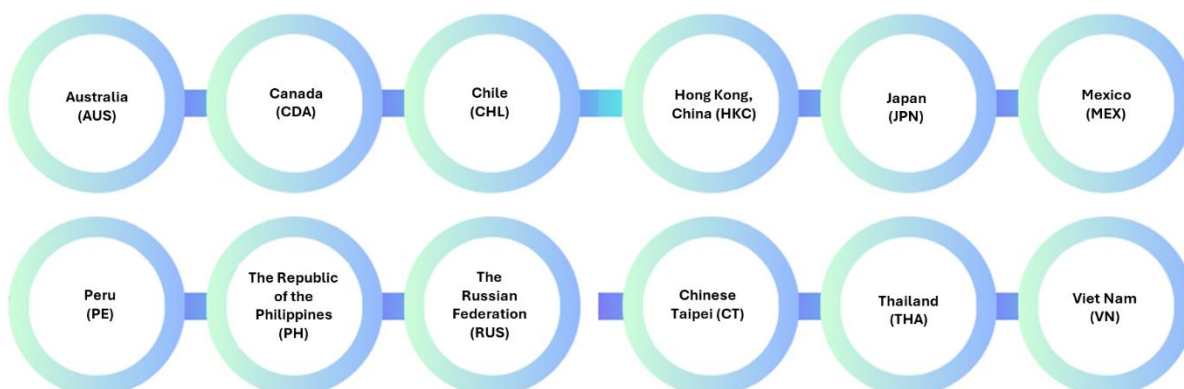 Australia
(AUS)
Canada
(CDA)
Chile
(CHL)
Hong Kong,
China (HKC)
Japan
(JPN)
Mexico
(MEX)
Peru
(PE)
The Republic
of the
Philippines
(PH)
The
Russian
Federation
(RUS)
Chinese
Taipei (CT)
Thailand
(THA)
Viet Nam
(VN)